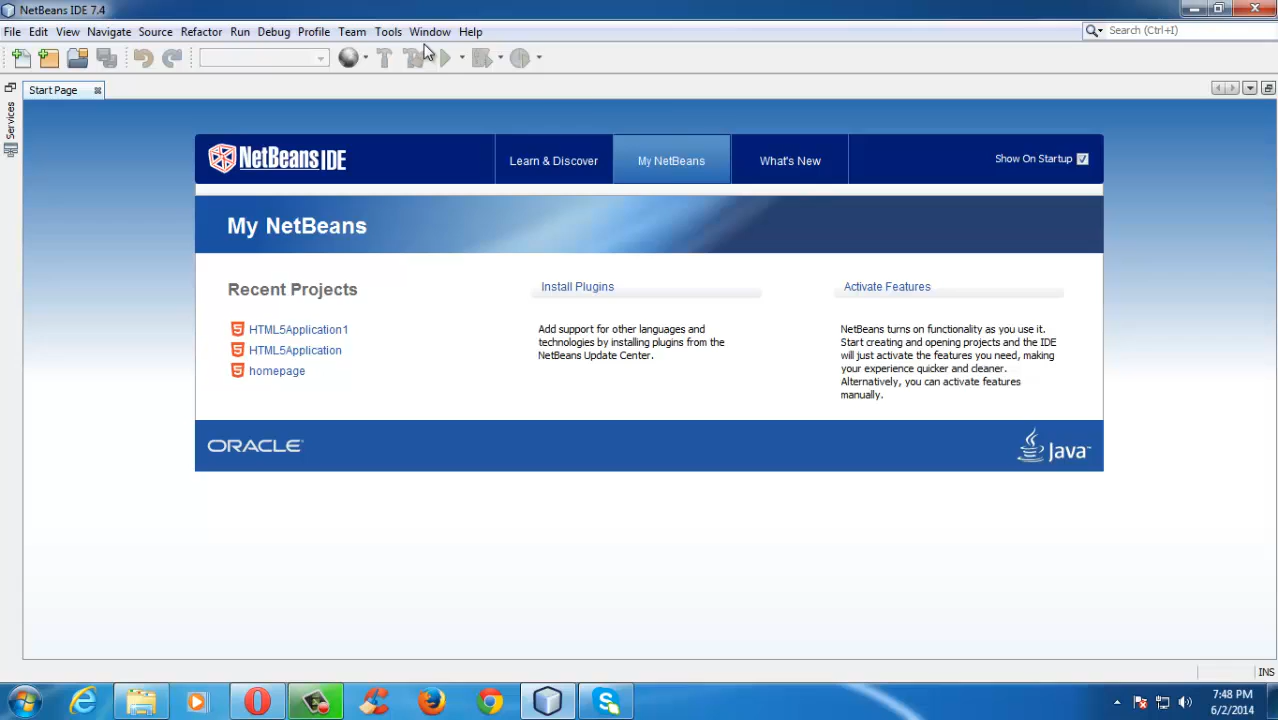 NetBeans IDE 7.4
File Edit View Navigate Source Refactor Run Debug Profile Team Tools Window Help
Search (Ctrl+I)
Start Page
Services
NetBeans IDE
Learn & Discover
My NetBeans
What's New
Show On Startup
My NetBeans
Recent Projects
HTML5Application1
HTML5Application
homepage
Install Plugins
Add support for other languages and
technologies by installing plugins from the
NetBeans Update Center.
Activate Features
NetBeans turns on functionality as you use it.
Start creating and opening projects and the IDE
will just activate the features you need, making
your experience quicker and cleaner.
Alternatively, you can activate features
manually.
ORACLE
Java
INS
7:48 PM
6/2/2014